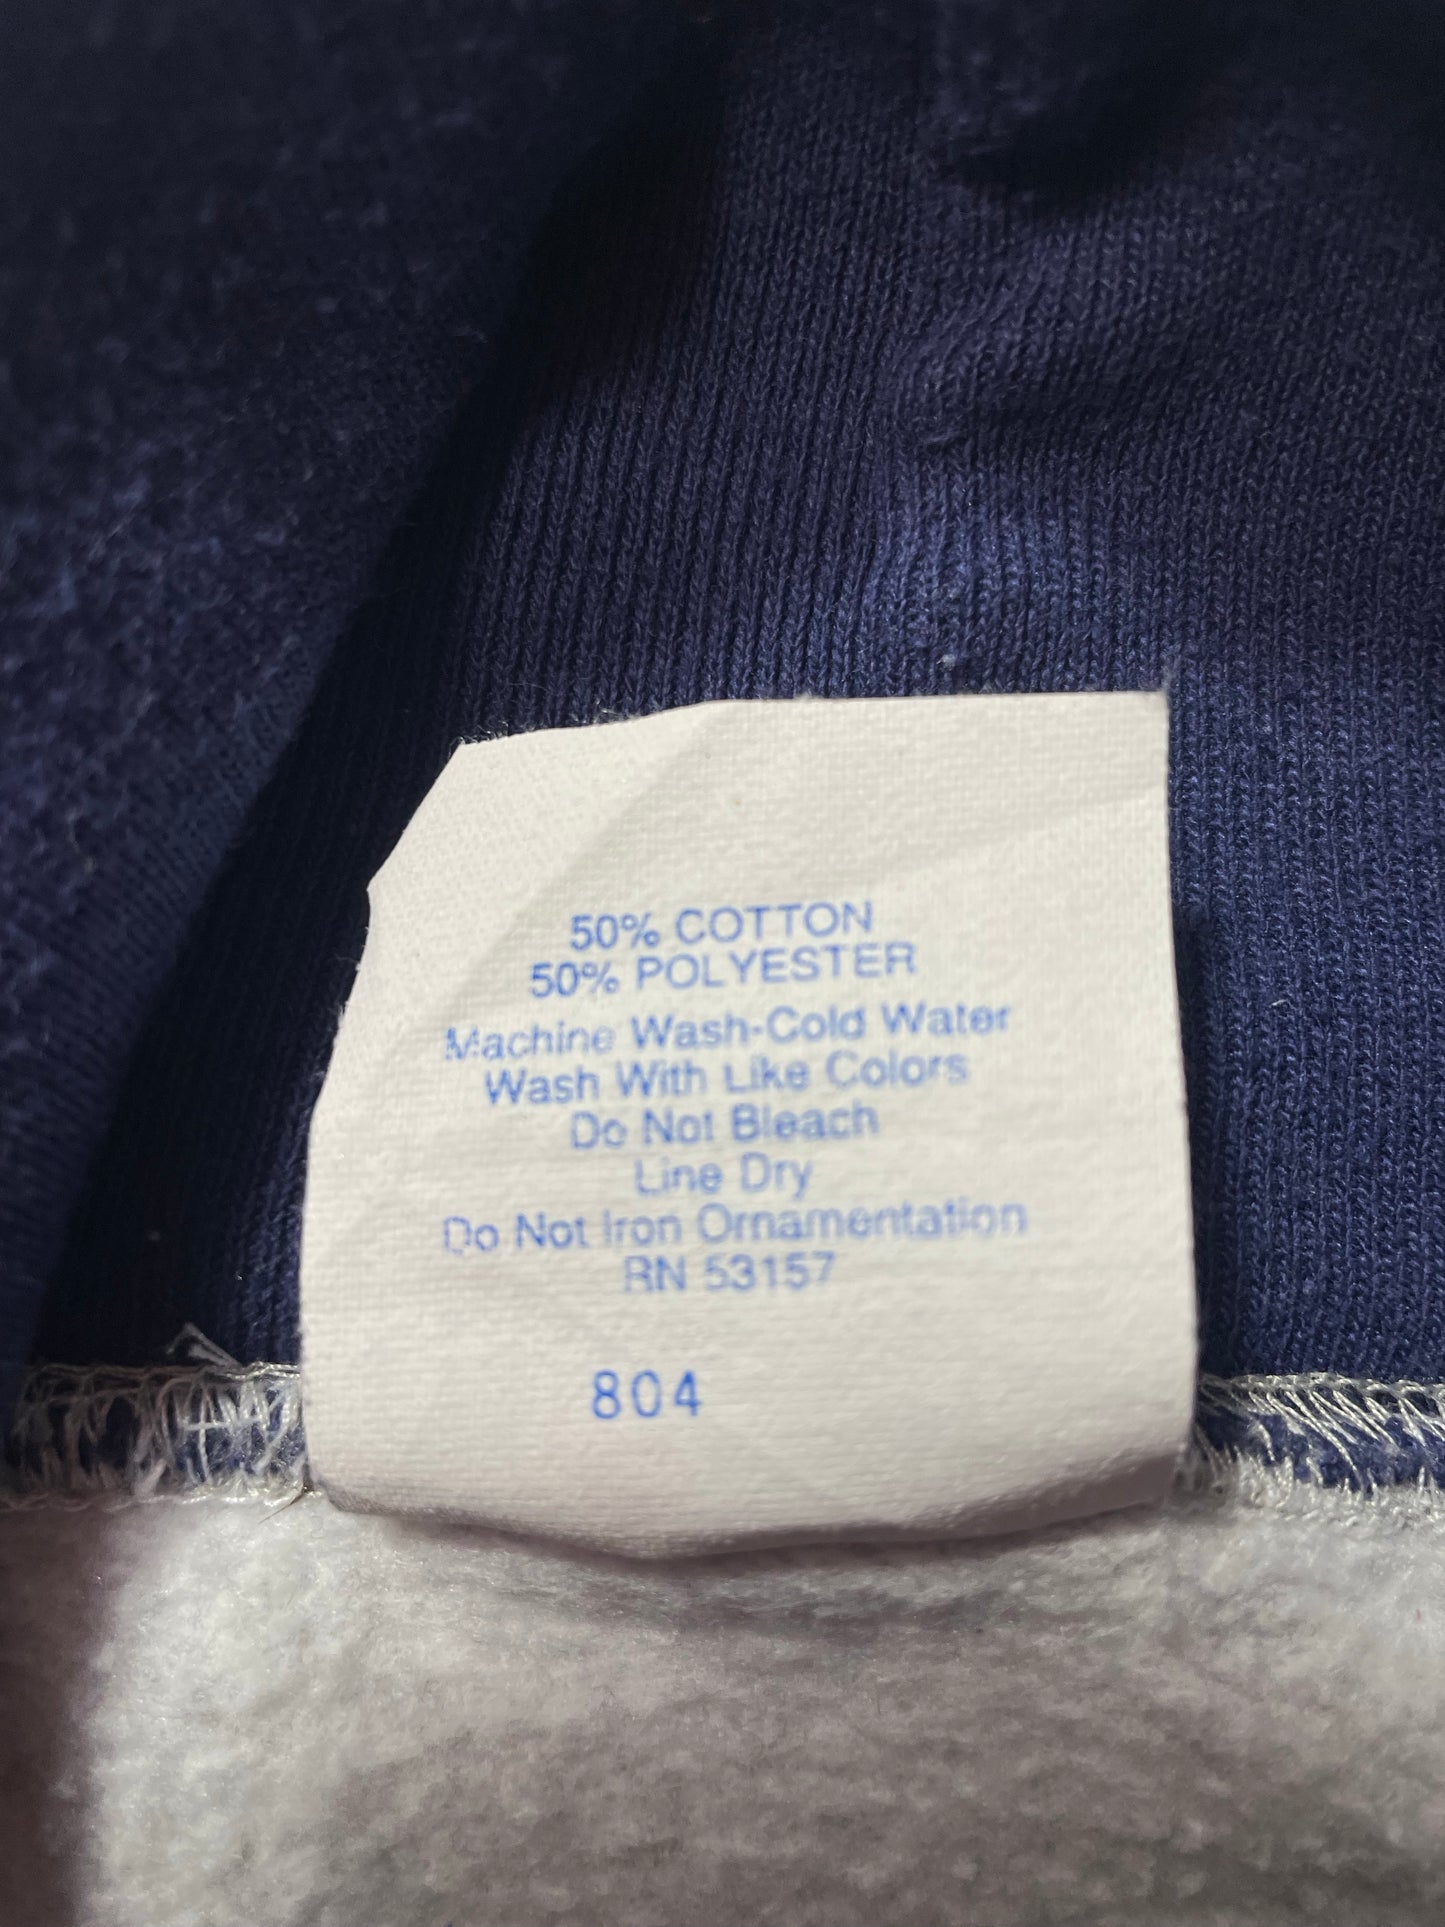 50% COTTON
50% POLYESTER
Machine Wash-Cold Water
Wash With Like Colors
Do Not Bleach
Line Dry
Do Not Iron Ornamentation
RN 53157
804